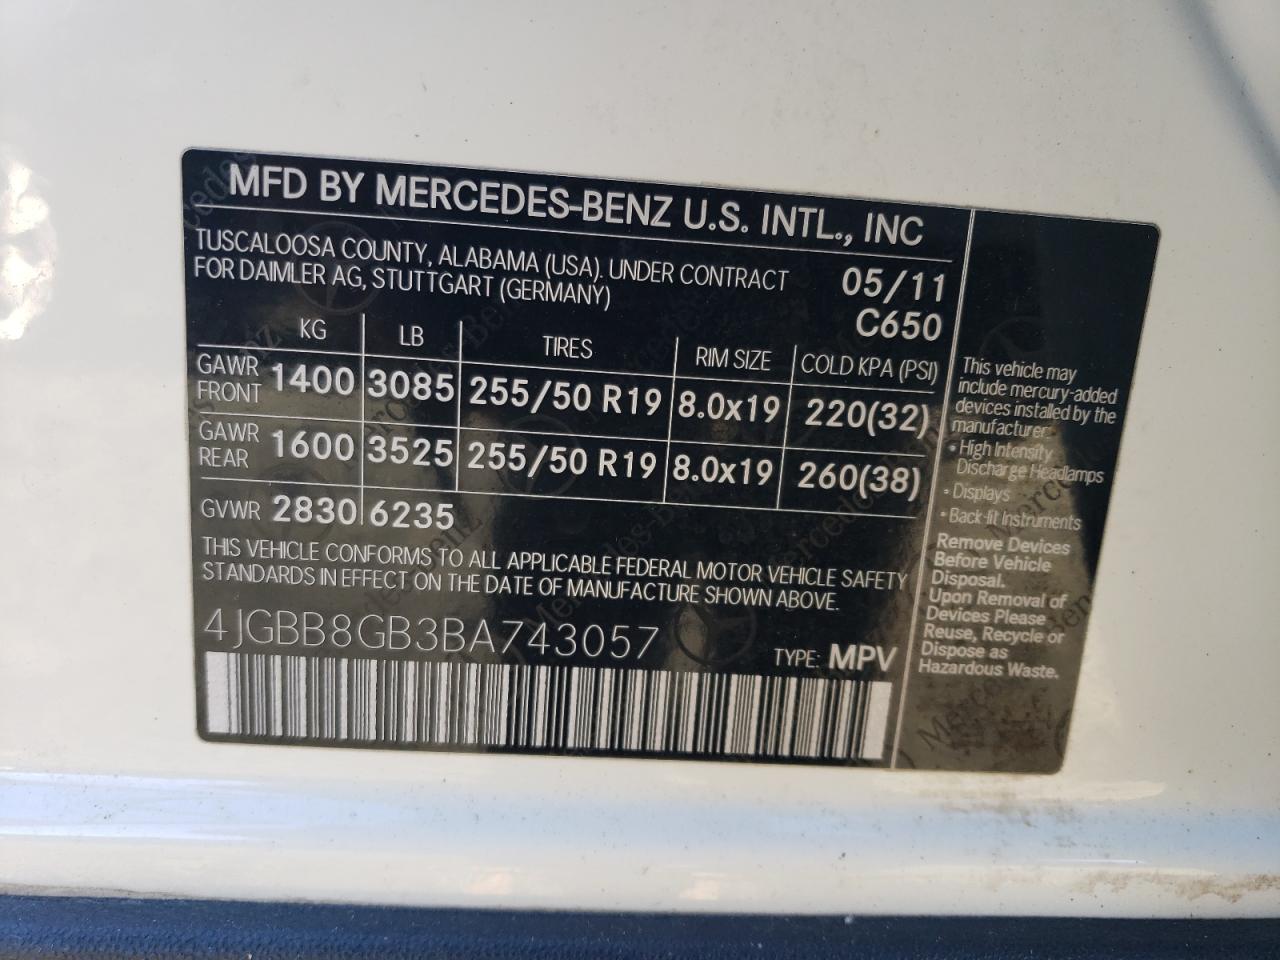 MFD BY MERCEDES-BENZ U.S. INTL., INC
TUSCALOOSA COUNTY, ALABAMA (USA). UNDER CONTRACT
FOR DAIMLER AG, STUTTGART (GERMANY)
05/11
C650
KG LB TIRES RIM SIZE COLD KPA (PSI)
GAWR FRONT 1400 3085 255/50 R19 8.0x19 220(32)
GAWR REAR 1600 3525 255/50 R19 8.0x19 260(38)
GVWR 2830 6235
THIS VEHICLE CONFORMS TO ALL APPLICABLE FEDERAL MOTOR VEHICLE SAFETY
STANDARDS IN EFFECT ON THE DATE OF MANUFACTURE SHOWN ABOVE.
4JGBB8GB3BA743057
TYPE: MPV
This vehicle may
include mercury-added
devices installed by the
manufacturer:
• High Intensity
Discharge Headlamps
• Displays
• Back-lit Instruments
Remove Devices
Before Vehicle
Disposal.
Upon Removal of
Devices Please
Reuse, Recycle or
Dispose as
Hazardous Waste.